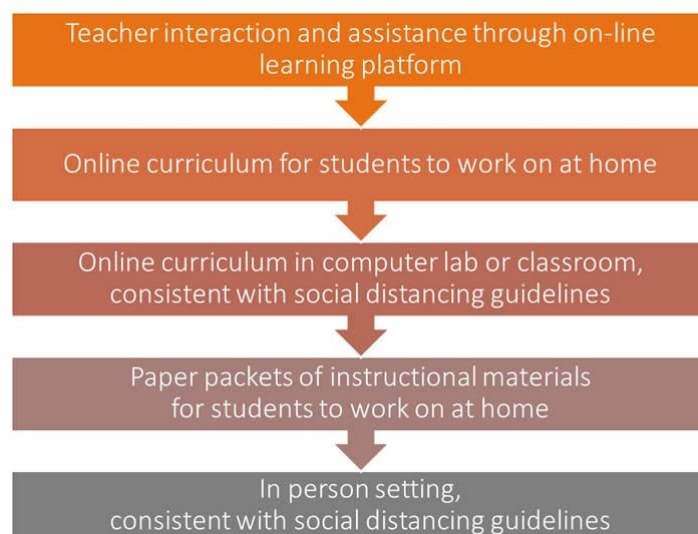 Teacher interaction and assistance through on-line
learning platform
Online curriculum for students to work on at home
Online curriculum in computer lab or classroom,
consistent with social distancing guidelines
Paper packets of instructional materials
for students to work on at home
In person setting,
consistent with social distancing guidelines